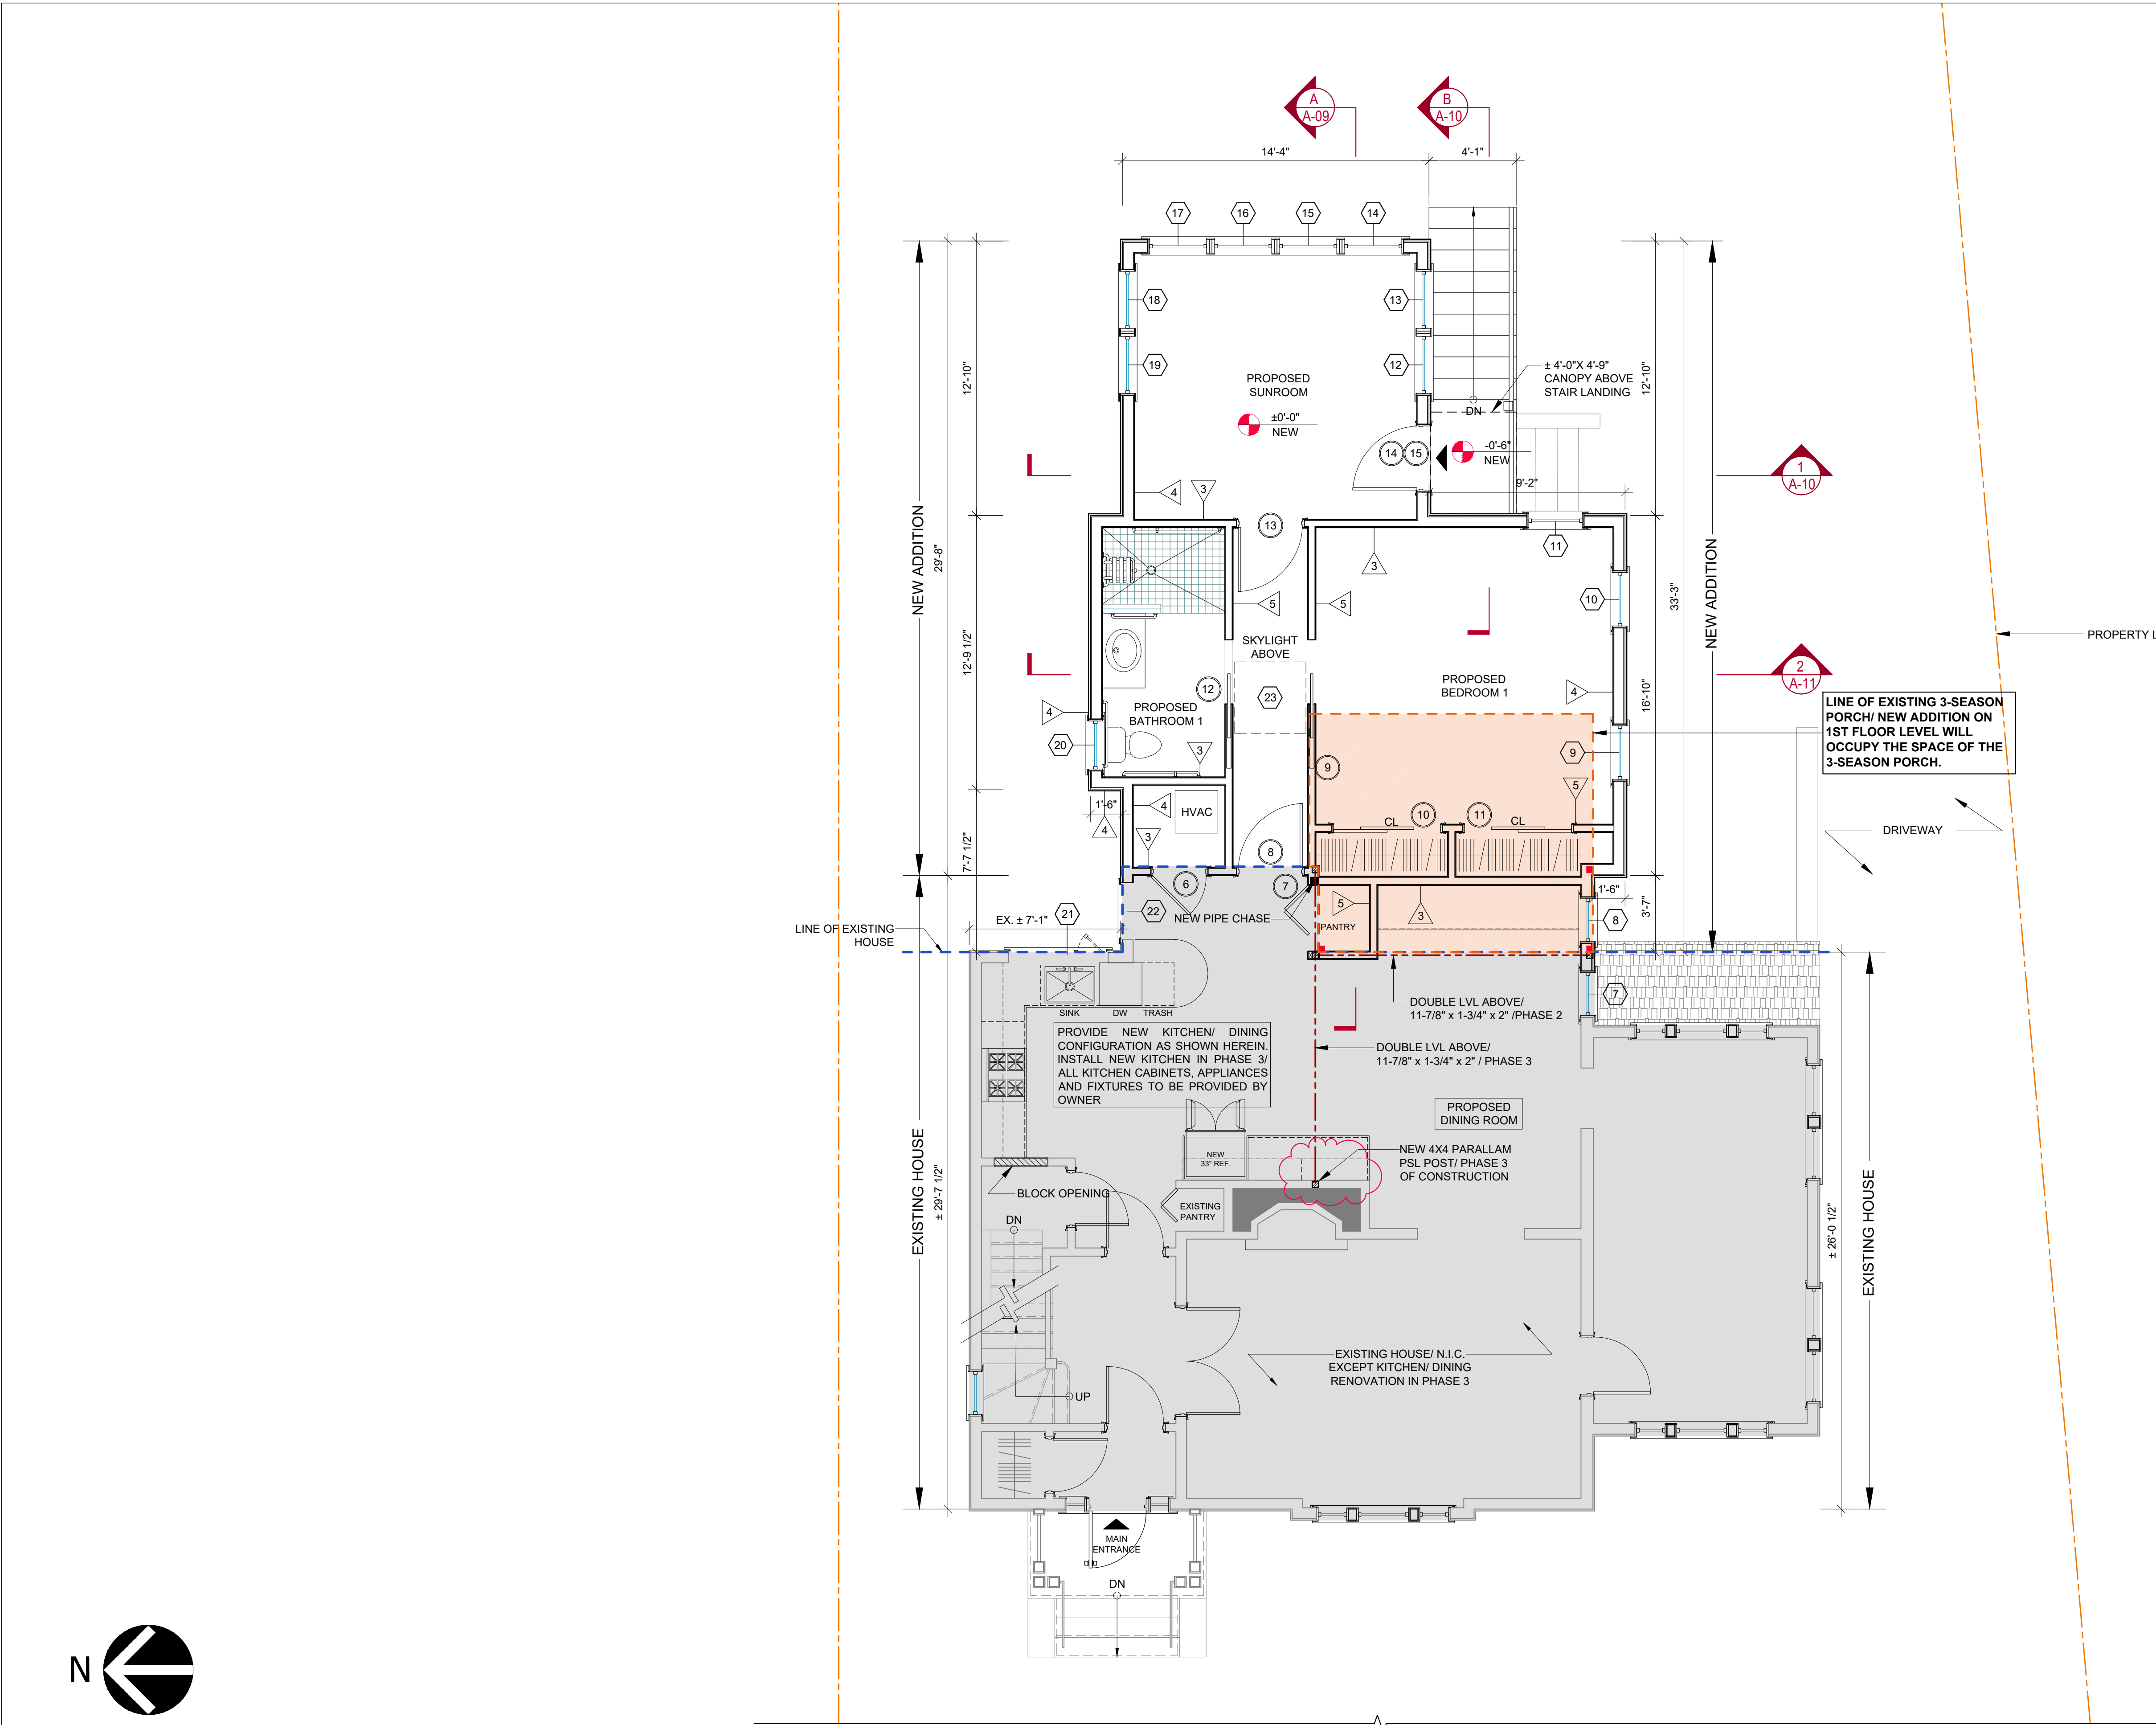 A
A-09
B
A-10
14'-4"
4'-1"
17
16
15
14
18
13
19
12
12'-10"
12'-10"
PROPOSED
SUNROOM
±0'-0"
NEW
± 4'-0"X 4'-9"
CANOPY ABOVE
STAIR LANDING
DN
14
15
-0'-6"
NEW
9'-2"
1
A-10
4
3
13
11
3
NEW ADDITION
29'-8"
NEW ADDITION
33'-3"
10
5
5
PROPERTY L
12'-9 1/2"
SKYLIGHT
ABOVE
23
12
PROPOSED
BEDROOM 1
4
16'-10"
2
A-11
4
PROPOSED
BATHROOM 1
20
3
9
9
LINE OF EXISTING 3-SEASON
PORCH/ NEW ADDITION ON
1ST FLOOR LEVEL WILL
OCCUPY THE SPACE OF THE
3-SEASON PORCH.
5
1'-6"
4
4
HVAC
3
CL
10
11
CL
DRIVEWAY
7'-7 1/2"
8
6
7
1'-6"
3'-7"
EX. ± 7'-1"
21
22
NEW PIPE CHASE
5
3
PANTRY
8
LINE OF EXISTING
HOUSE
SINK
DW
TRASH
7
DOUBLE LVL ABOVE/
11-7/8" x 1-3/4" x 2" /PHASE 2
PROVIDE NEW KITCHEN/ DINING
CONFIGURATION AS SHOWN HEREIN.
INSTALL NEW KITCHEN IN PHASE 3/
ALL KITCHEN CABINETS, APPLIANCES
AND FIXTURES TO BE PROVIDED BY
OWNER
DOUBLE LVL ABOVE/
11-7/8" x 1-3/4" x 2" / PHASE 3
PROPOSED
DINING ROOM
NEW
33" REF.
NEW 4X4 PARALLAM
PSL POST/ PHASE 3
OF CONSTRUCTION
EXISTING HOUSE
± 29'-7 1/2"
BLOCK OPENING
EXISTING
PANTRY
DN
± 26'-0 1/2"
EXISTING HOUSE
EXISTING HOUSE/ N.I.C.
EXCEPT KITCHEN/ DINING
RENOVATION IN PHASE 3
UP
MAIN
ENTRANCE
DN
N